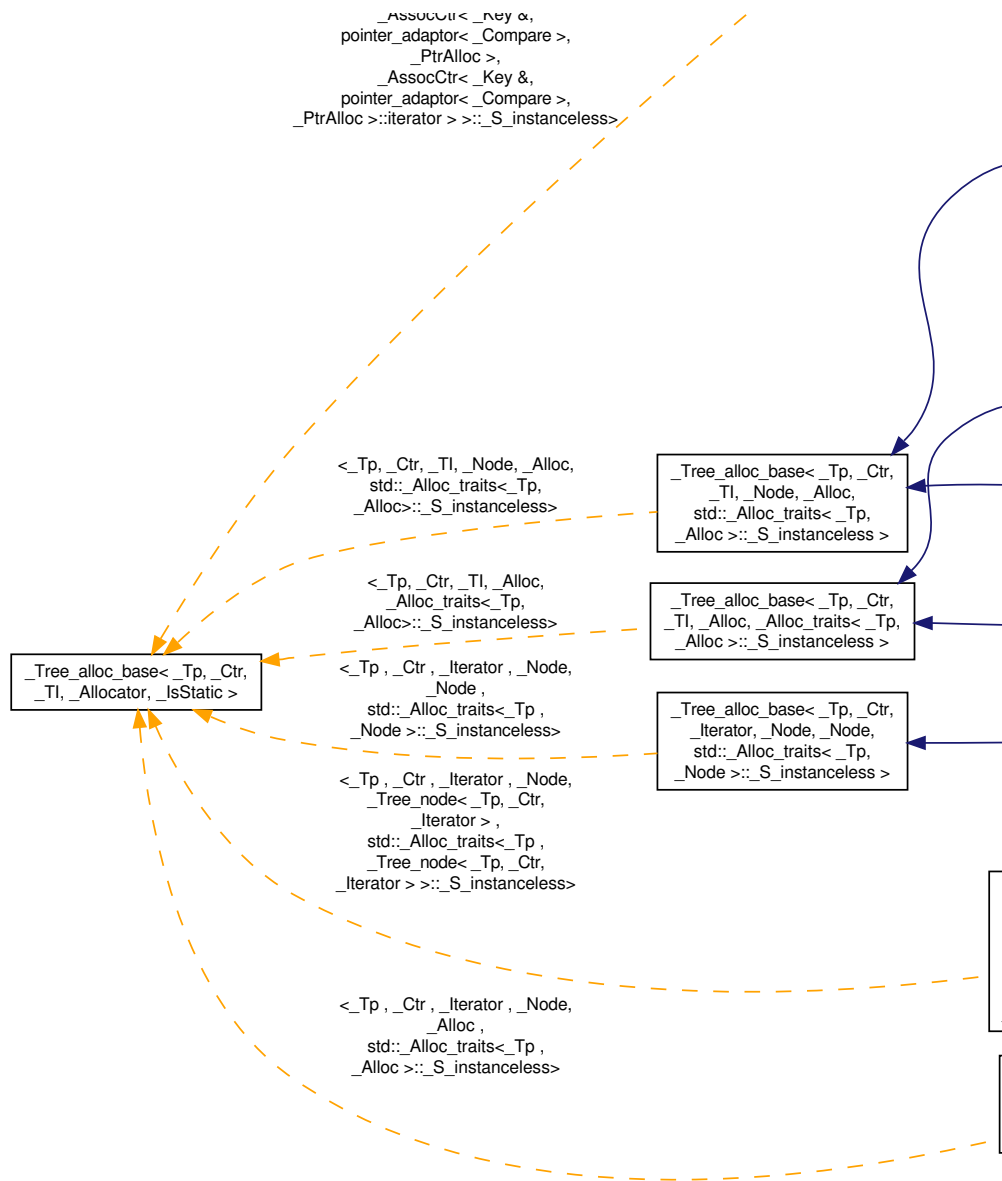 _AssocCtr< _Key &,
pointer_adaptor< _Compare >,
_PtrAlloc >,
_AssocCtr< _Key &,
pointer_adaptor< _Compare >,
_PtrAlloc >::iterator > >::_S_instanceless>
<_Tp, _Ctr, _TI, _Node, _Alloc,
std::_Alloc_traits<_Tp,
_Alloc>::_S_instanceless>
_Tree_alloc_base< _Tp, _Ctr,
_TI, _Node, _Alloc,
std::_Alloc_traits< _Tp,
_Alloc >::_S_instanceless >
<_Tp, _Ctr, _TI, _Alloc,
_Alloc_traits<_Tp,
_Alloc>::_S_instanceless>
_Tree_alloc_base< _Tp, _Ctr,
_TI, _Alloc, _Alloc_traits< _Tp,
_Alloc >::_S_instanceless >
_Tree_alloc_base< _Tp, _Ctr,
_TI, _Allocator, _IsStatic >
<_Tp , _Ctr , _Iterator , _Node,
_Node ,
std::_Alloc_traits<_Tp ,
_Node >::_S_instanceless>
_Tree_alloc_base< _Tp, _Ctr,
_Iterator, _Node, _Node,
std::_Alloc_traits< _Tp,
_Node >::_S_instanceless >
<_Tp , _Ctr , _Iterator , _Node,
_Tree_node< _Tp, _Ctr,
_Iterator > ,
std::_Alloc_traits<_Tp ,
_Tree_node< _Tp, _Ctr,
_Iterator > >::_S_instanceless>
<_Tp , _Ctr , _Iterator , _Node,
_Alloc ,
std::_Alloc_traits<_Tp ,
_Alloc >::_S_instanceless>